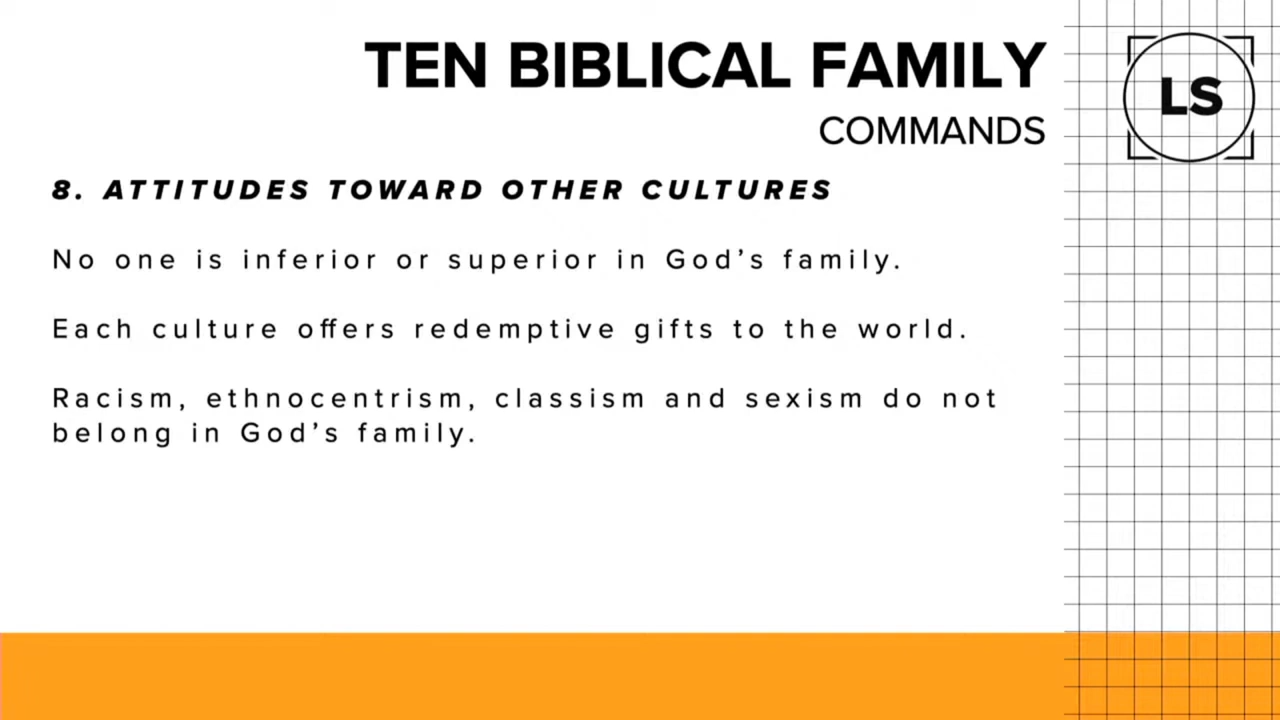 TEN BIBLICAL FAMILY
COMMANDS
LS
8. ATTITUDES TOWARD OTHER CULTURES
No one is inferior or superior in God’s family.
Each culture offers redemptive gifts to the world.
Racism, ethnocentrism, classism and sexism do not
belong in God’s family.